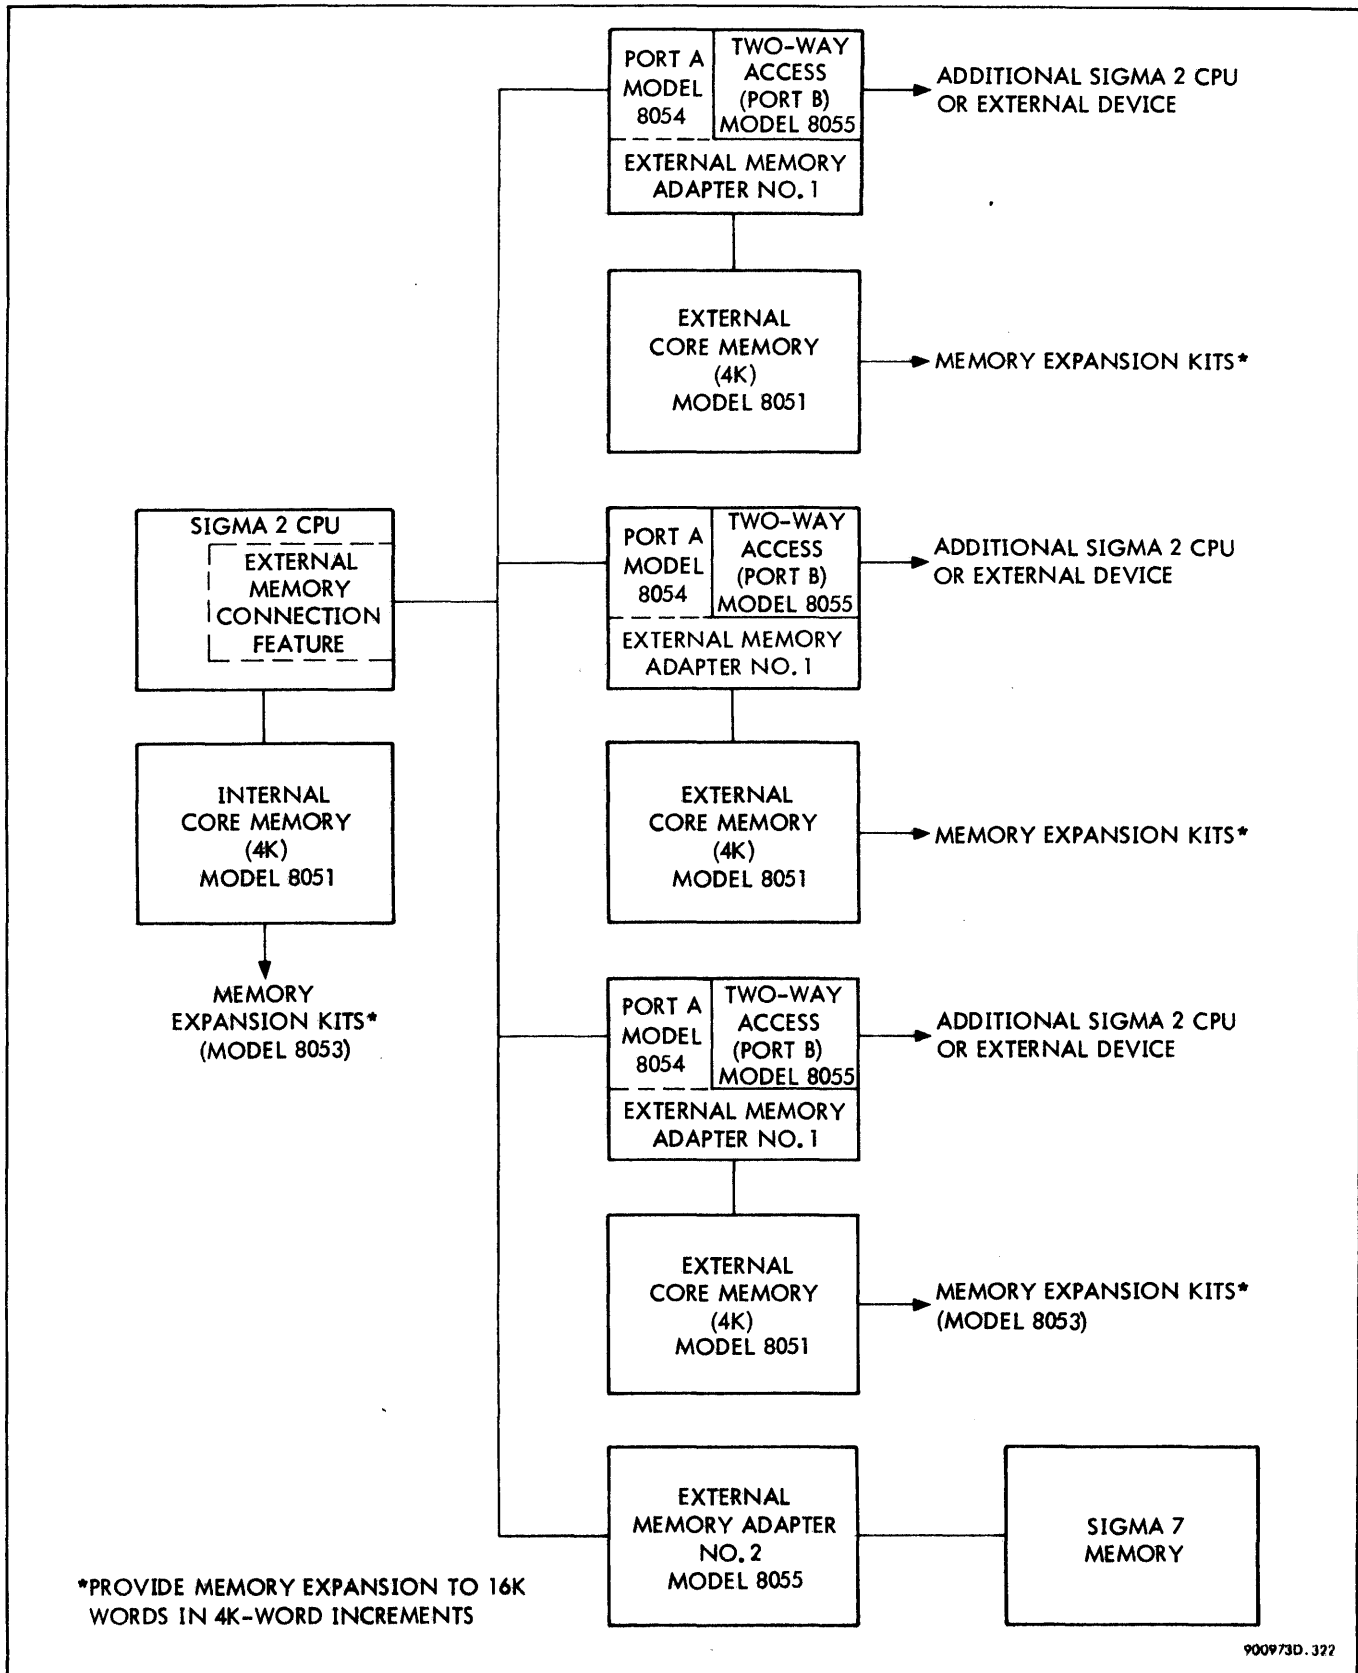 PORT A
MODEL
8054
TWO-WAY
ACCESS
(PORT B)
MODEL 8055
EXTERNAL MEMORY
ADAPTER NO. 1
ADDITIONAL SIGMA 2 CPU
OR EXTERNAL DEVICE
EXTERNAL
CORE MEMORY
(4K)
MODEL 8051
MEMORY EXPANSION KITS*
SIGMA 2 CPU
EXTERNAL
MEMORY
CONNECTION
FEATURE
PORT A
MODEL
8054
TWO-WAY
ACCESS
(PORT B)
MODEL 8055
EXTERNAL MEMORY
ADAPTER NO. 1
ADDITIONAL SIGMA 2 CPU
OR EXTERNAL DEVICE
INTERNAL
CORE MEMORY
(4K)
MODEL 8051
EXTERNAL
CORE MEMORY
(4K)
MODEL 8051
MEMORY EXPANSION KITS*
MEMORY
EXPANSION KITS*
(MODEL 8053)
PORT A
MODEL
8054
TWO-WAY
ACCESS
(PORT B)
MODEL 8055
EXTERNAL MEMORY
ADAPTER NO. 1
ADDITIONAL SIGMA 2 CPU
OR EXTERNAL DEVICE
EXTERNAL
CORE MEMORY
(4K)
MODEL 8051
MEMORY EXPANSION KITS*
(MODEL 8053)
EXTERNAL
MEMORY ADAPTER
NO. 2
MODEL 8055
SIGMA 7
MEMORY
*PROVIDE MEMORY EXPANSION TO 16K
WORDS IN 4K-WORD INCREMENTS
900973D.322